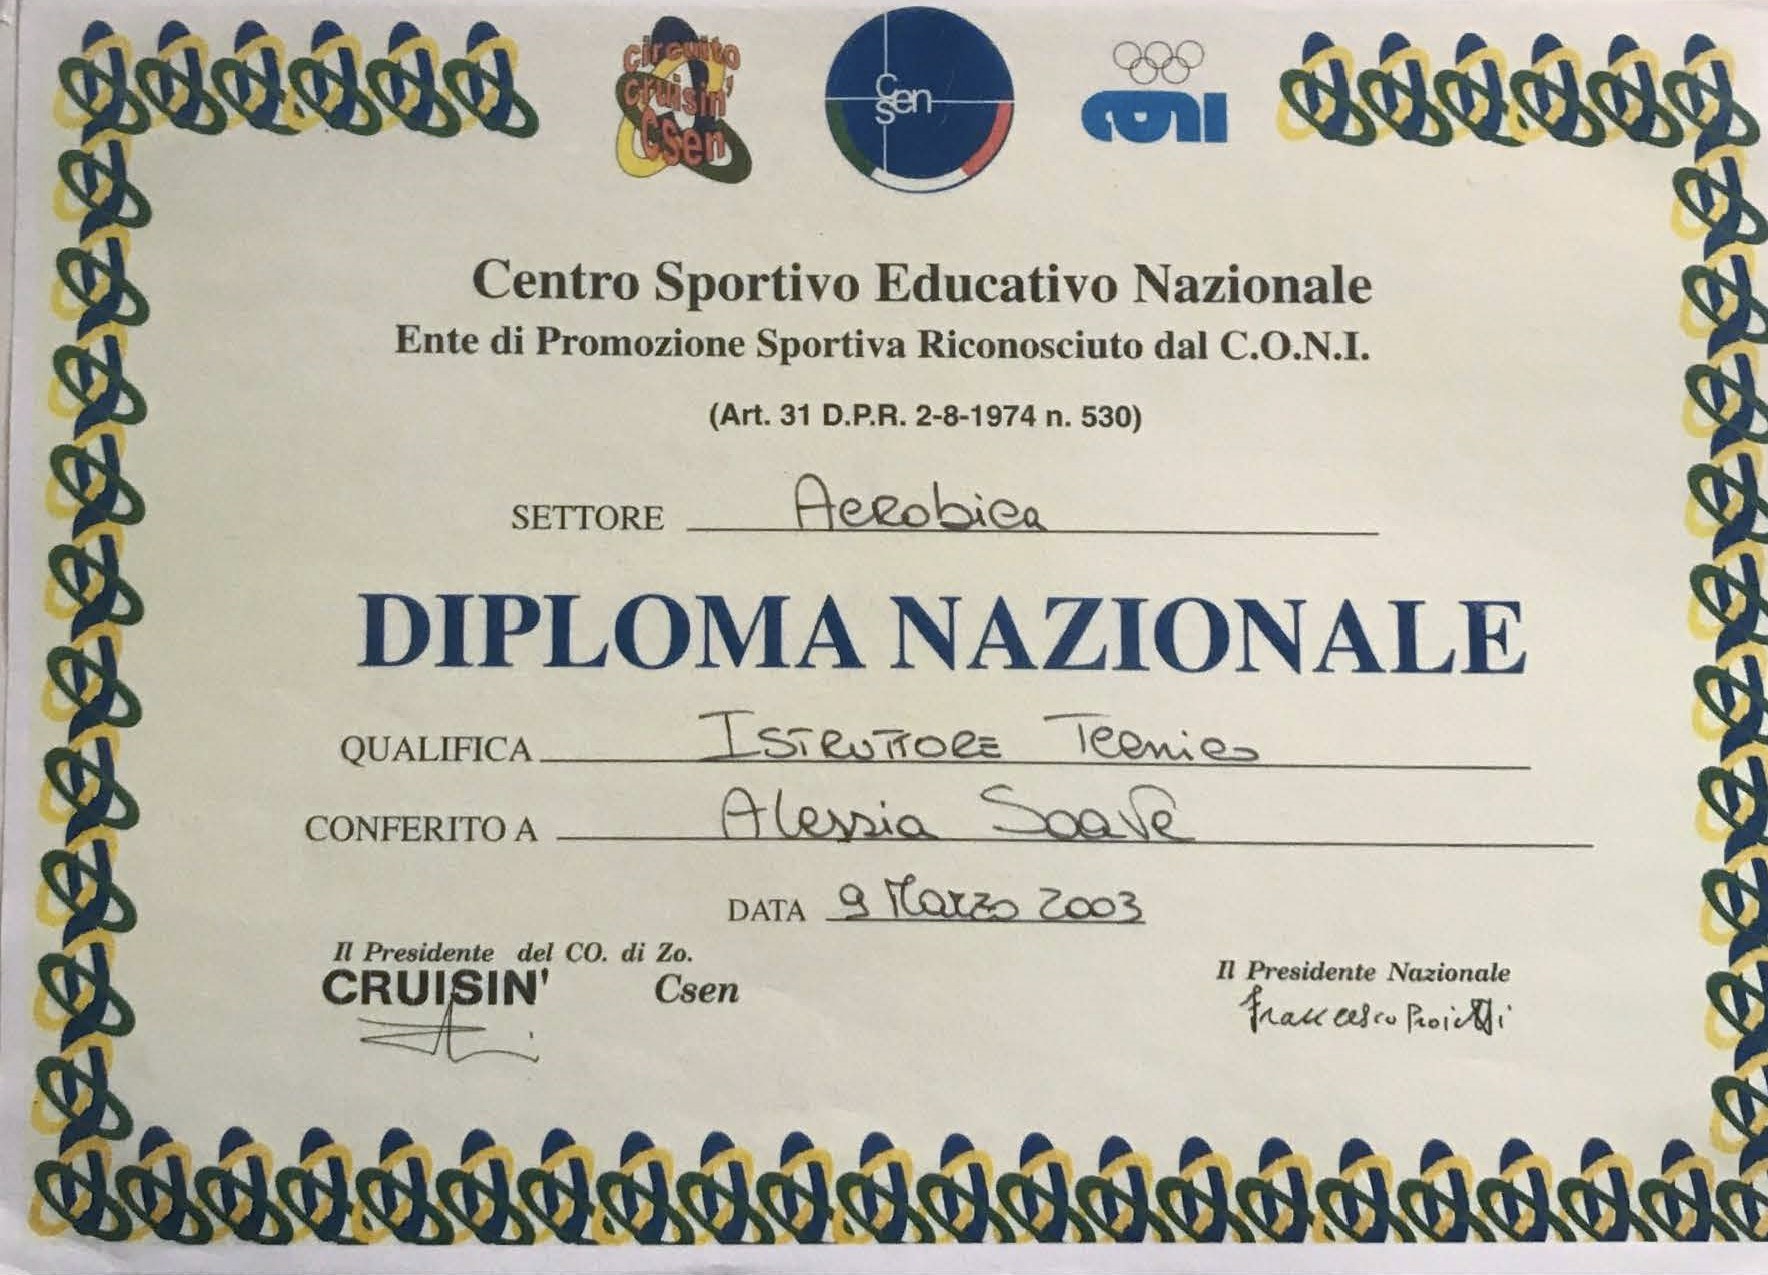 circuito
cruisin'
Csen
Csen
CONI
Centro Sportivo Educativo Nazionale
Ente di Promozione Sportiva Riconosciuto dal C.O.N.I.
(Art. 31 D.P.R. 2-8-1974 n. 530)
SETTORE Aerobica
DIPLOMA NAZIONALE
QUALIFICA ISTRUTTORE Tecnico
CONFERITO A Alessia Soave
DATA 9 Marzo 2003
Il Presidente del CO. di Zo.
CRUISIN' Csen
Il Presidente Nazionale
Francesco Proietti